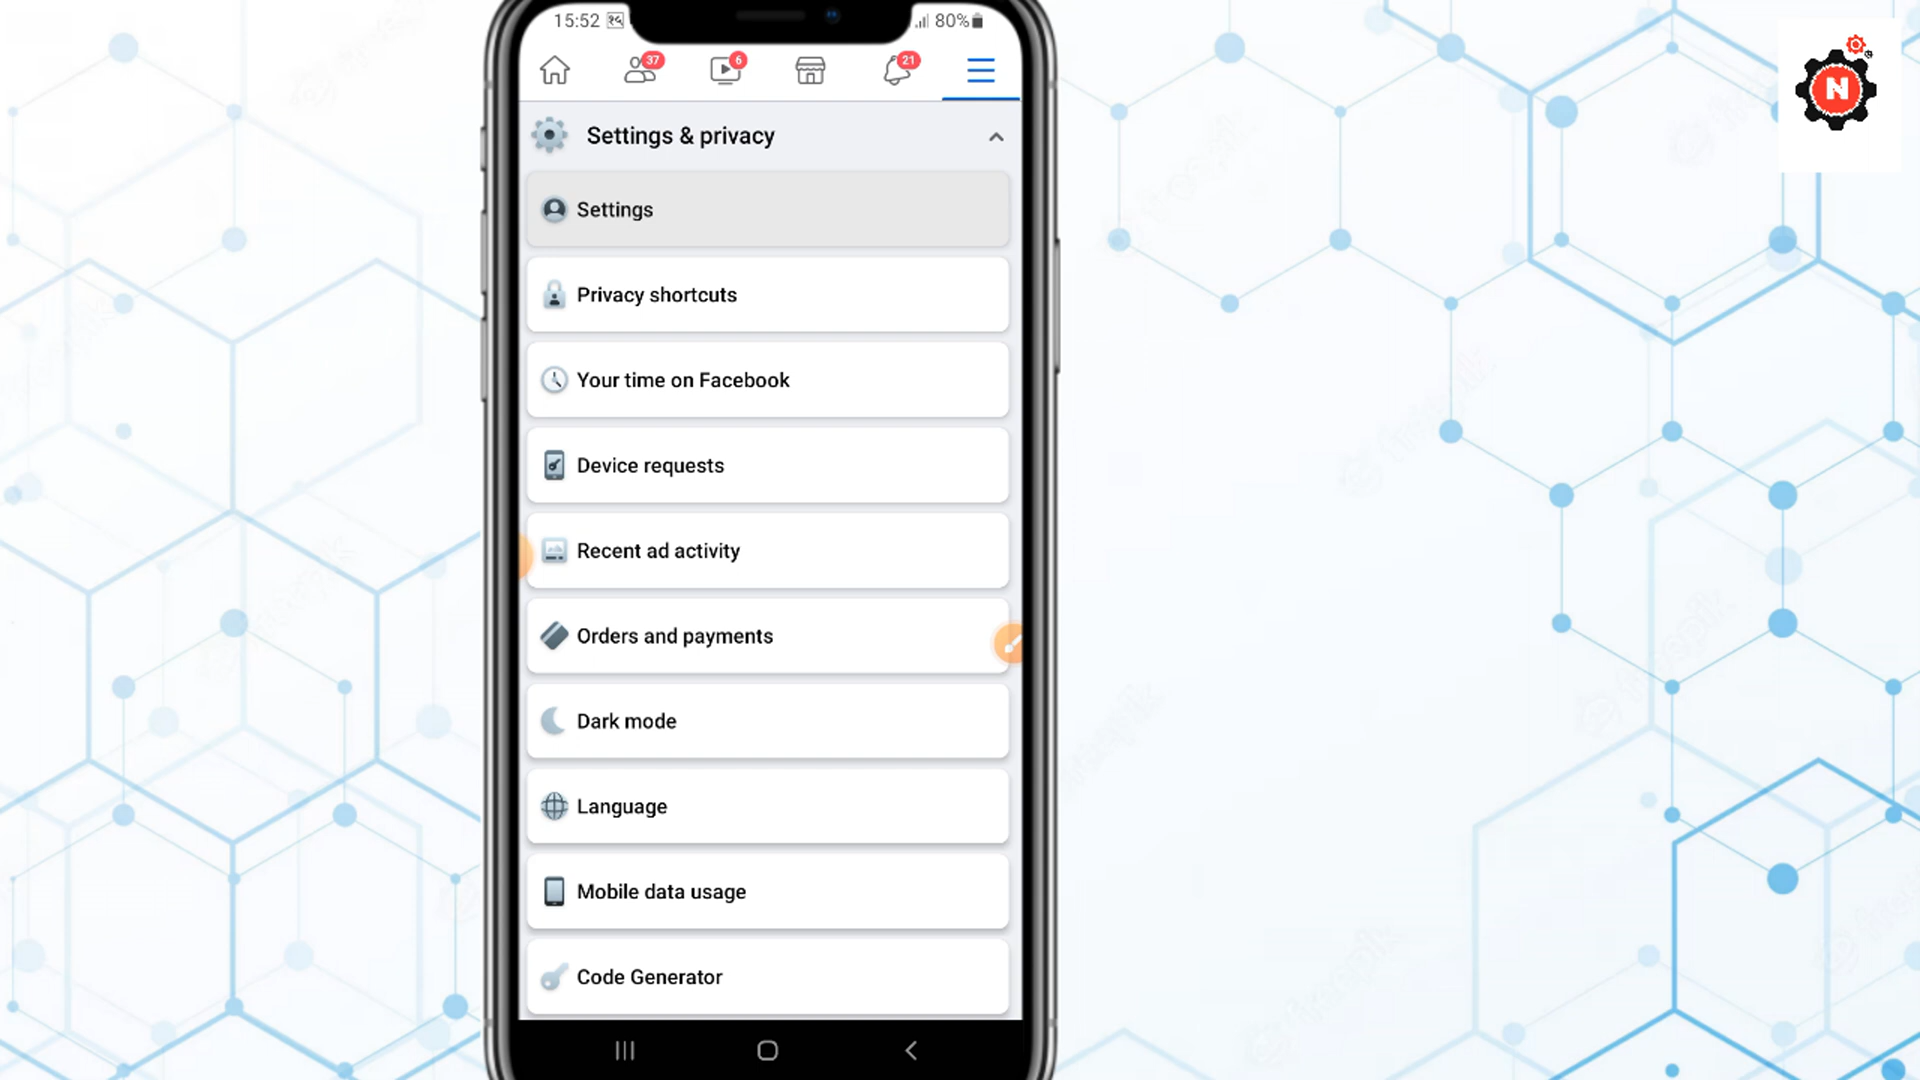 15:52
80%
37
6
21
Settings & privacy
Settings
Privacy shortcuts
Your time on Facebook
Device requests
Recent ad activity
Orders and payments
Dark mode
Language
Mobile data usage
Code Generator
N